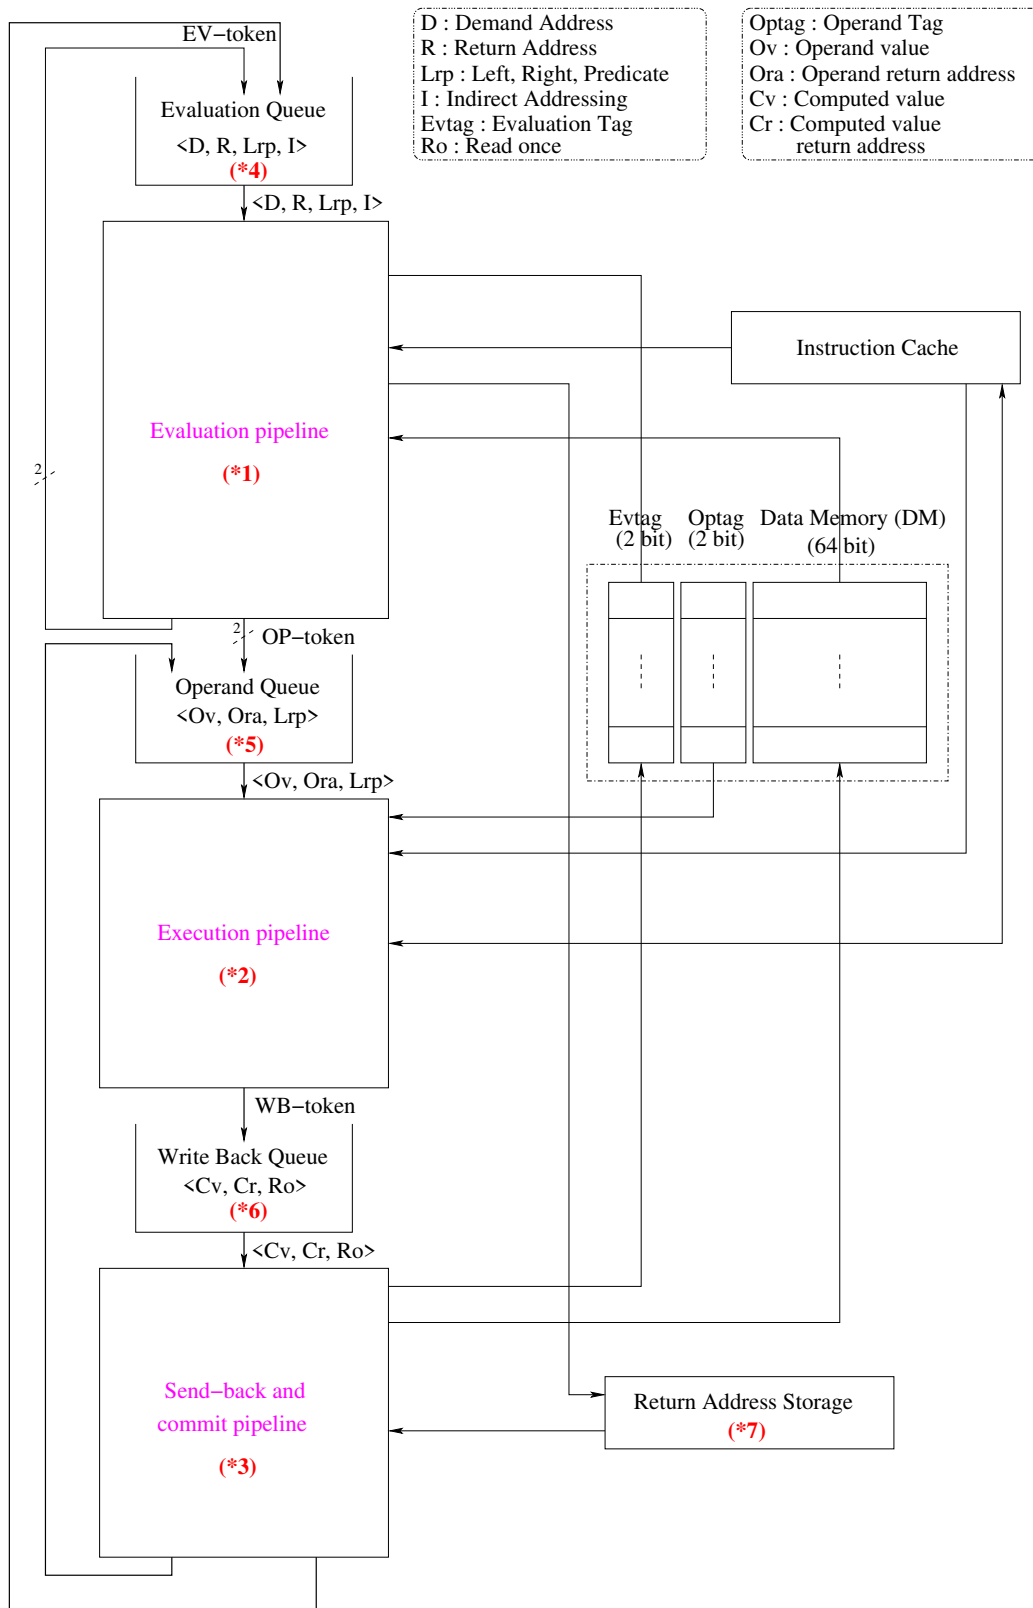 EV−token
D : Demand Address
R : Return Address
Lrp : Left, Right, Predicate
I : Indirect Addressing
Evtag : Evaluation Tag
Ro : Read once
Optag : Operand Tag
Ov : Operand value
Ora : Operand return address
Cv : Computed value
Cr : Computed value
return address
Evaluation Queue
<D, R, Lrp, I>
(*4)
<D, R, Lrp, I>
Instruction Cache
Evaluation pipeline
(*1)
2
Evtag
(2 bit)
Optag
(2 bit)
Data Memory (DM)
(64 bit)
2
OP−token
Operand Queue
<Ov, Ora, Lrp>
(*5)
<Ov, Ora, Lrp>
Execution pipeline
(*2)
WB−token
Write Back Queue
<Cv, Cr, Ro>
(*6)
<Cv, Cr, Ro>
Send−back and
commit pipeline
(*3)
Return Address Storage
(*7)